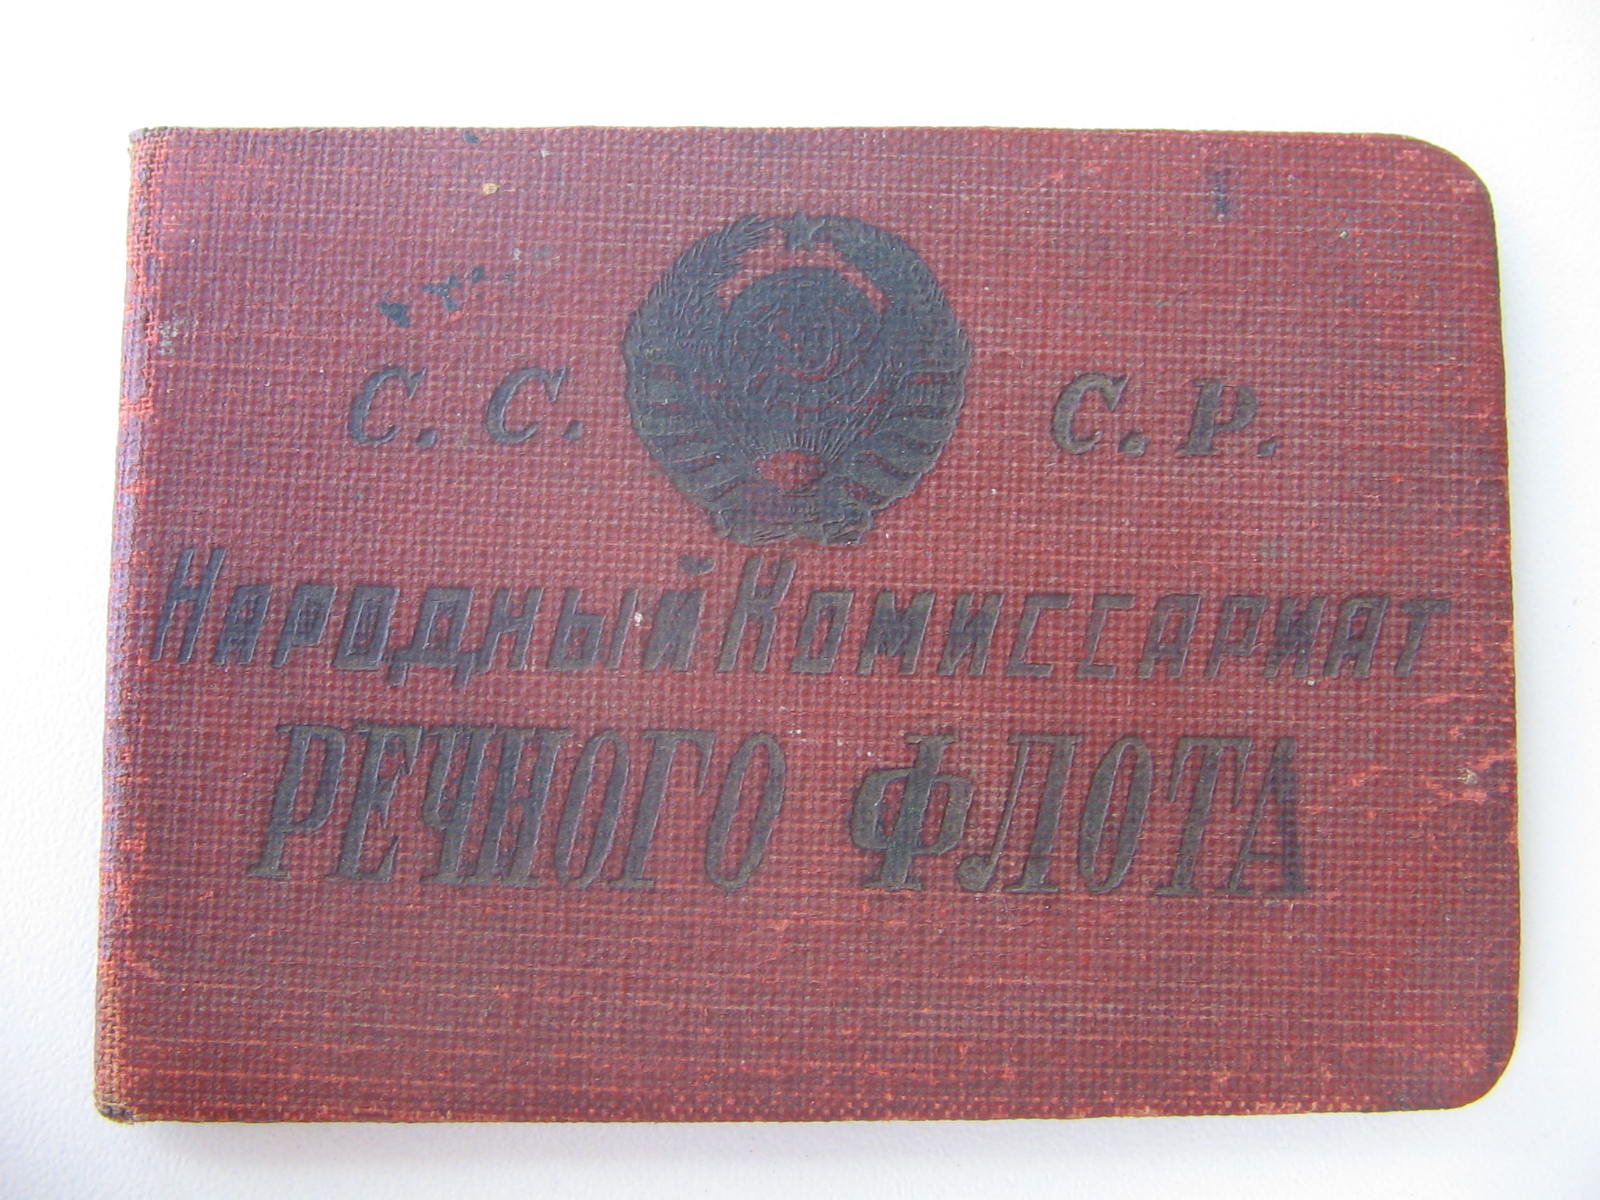 С. С. С. Р.
Народный Комиссариат
РЕЧНОГО ФЛОТА